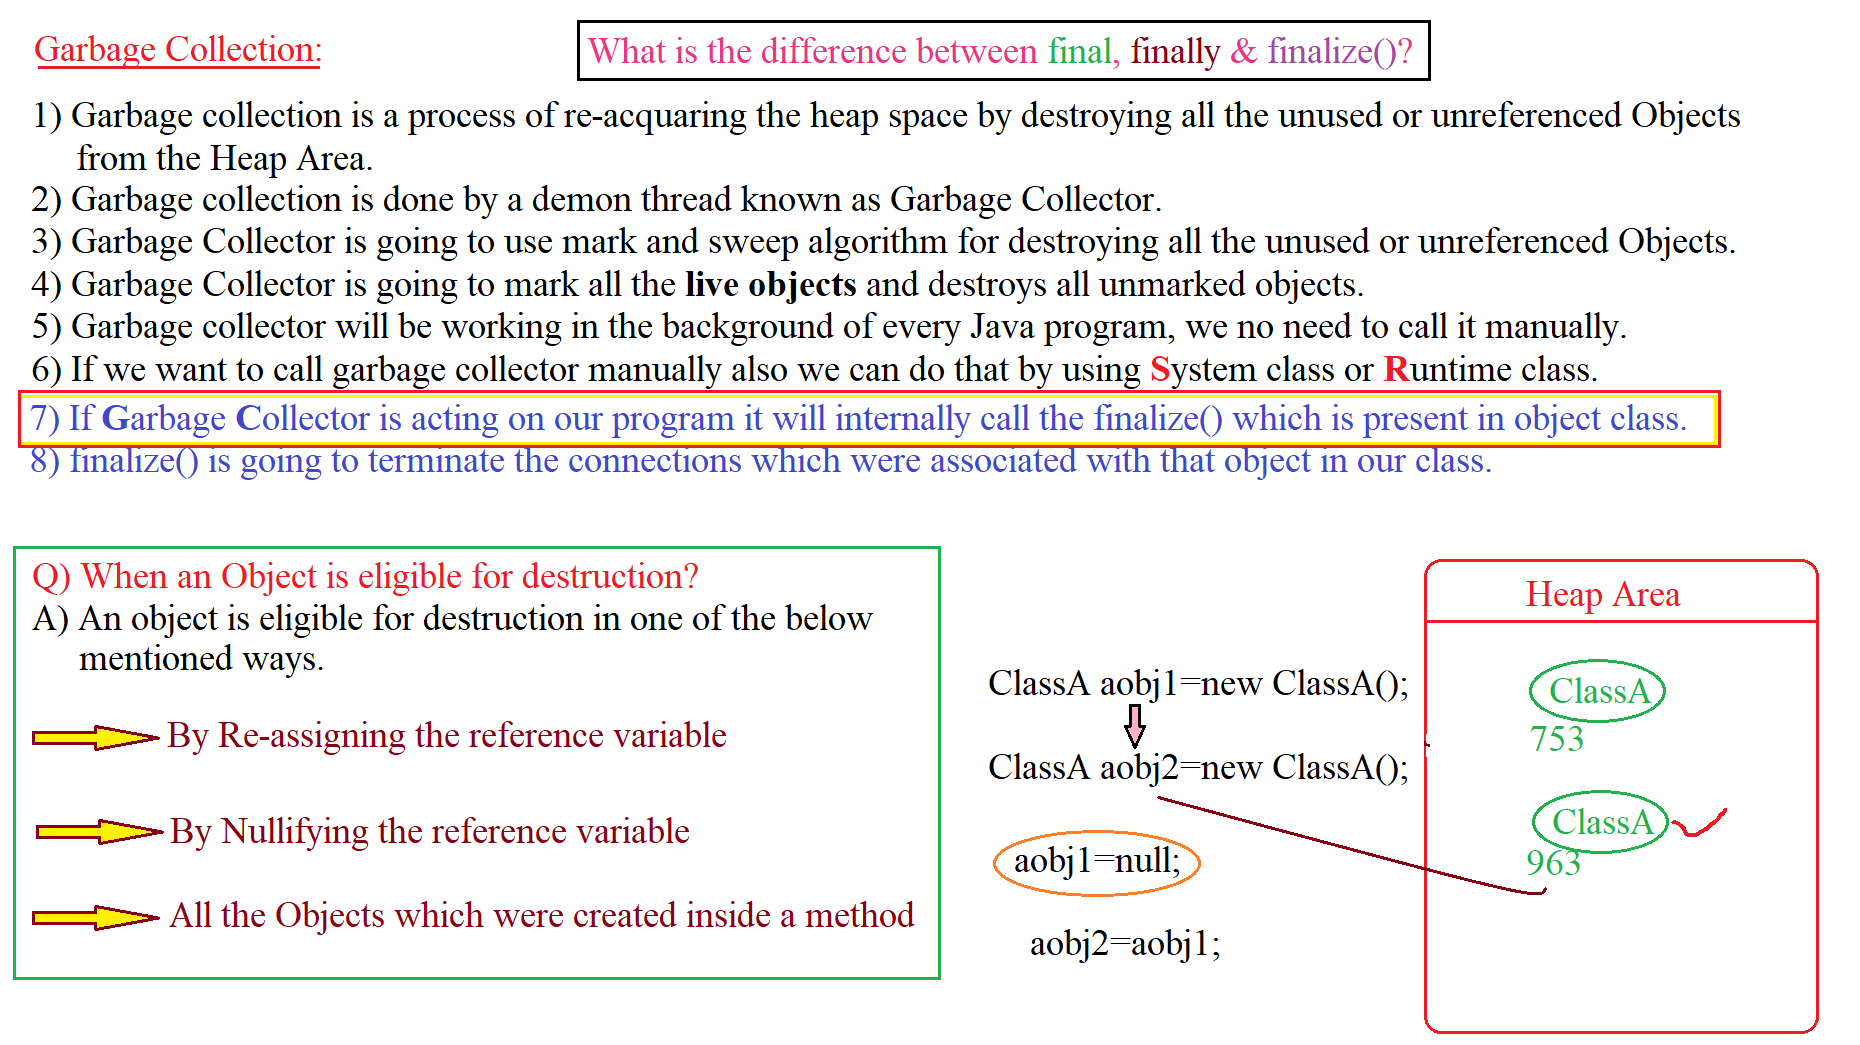 Garbage Collection:
What is the difference between final, finally & finalize()?
1) Garbage collection is a process of re-acquaring the heap space by destroying all the unused or unreferenced Objects
from the Heap Area.
2) Garbage collection is done by a demon thread known as Garbage Collector.
3) Garbage Collector is going to use mark and sweep algorithm for destroying all the unused or unreferenced Objects.
4) Garbage Collector is going to mark all the live objects and destroys all unmarked objects.
5) Garbage collector will be working in the background of every Java program, we no need to call it manually.
6) If we want to call garbage collector manually also we can do that by using System class or Runtime class.
7) If Garbage Collector is acting on our program it will internally call the finalize() which is present in object class.
8) finalize() is going to terminate the connections which were associated with that object in our class.
Q) When an Object is eligible for destruction?
A) An object is eligible for destruction in one of the below
mentioned ways.
By Re-assigning the reference variable
By Nullifying the reference variable
All the Objects which were created inside a method
ClassA aobj1=new ClassA();
ClassA aobj2=new ClassA();
aobj1=null;
aobj2=aobj1;
Heap Area
ClassA
753
ClassA
963